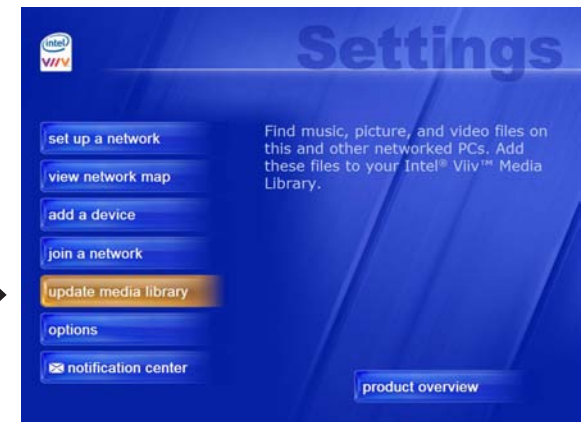 intel
VIIV
Settings
set up a network
view network map
add a device
join a network
update media library
options
notification center
Find music, picture, and video files on
this and other networked PCs. Add
these files to your Intel® Viiv™ Media
Library.
product overview